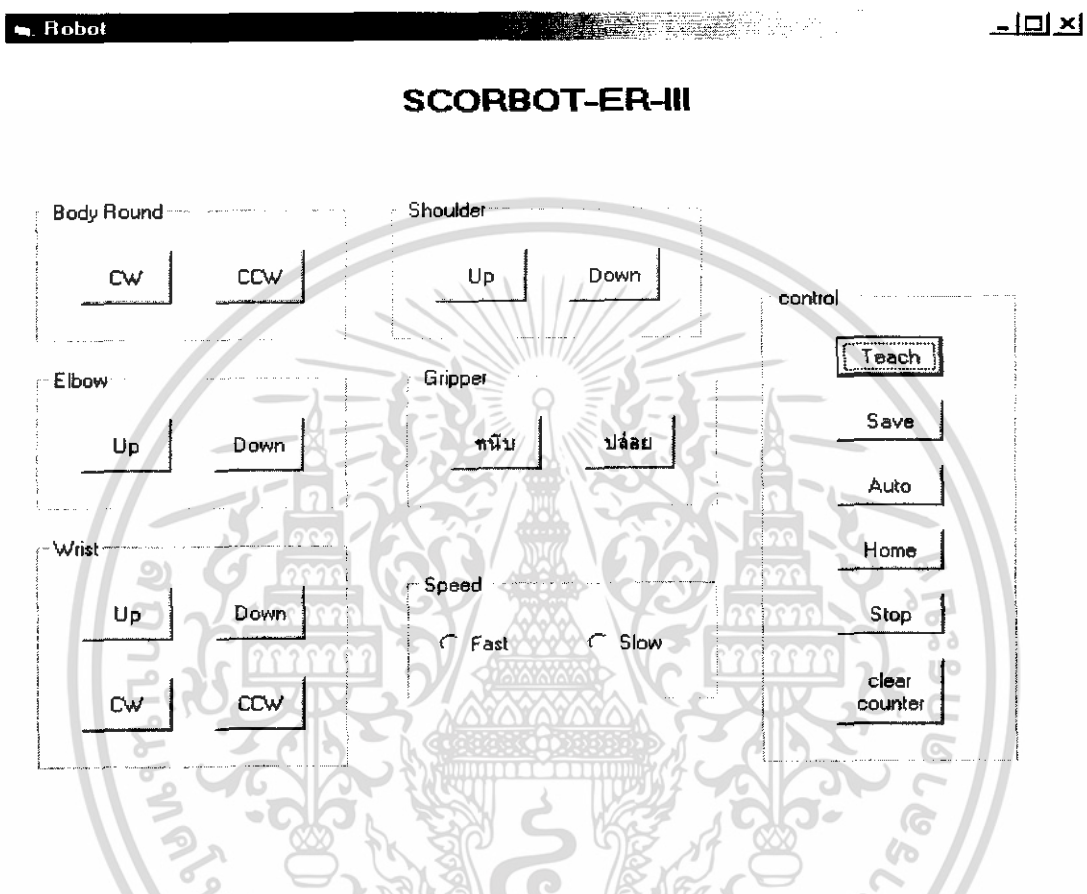 Robot
SCORBOT-ER-III
Body Round
CW CCW
Shoulder
Up Down
Elbow
Up Down
Gripper
หนีบ ปล่อย
Wrist
Up Down
CW CCW
Speed
Fast Slow
control
Teach
Save
Auto
Home
Stop
clear
counter